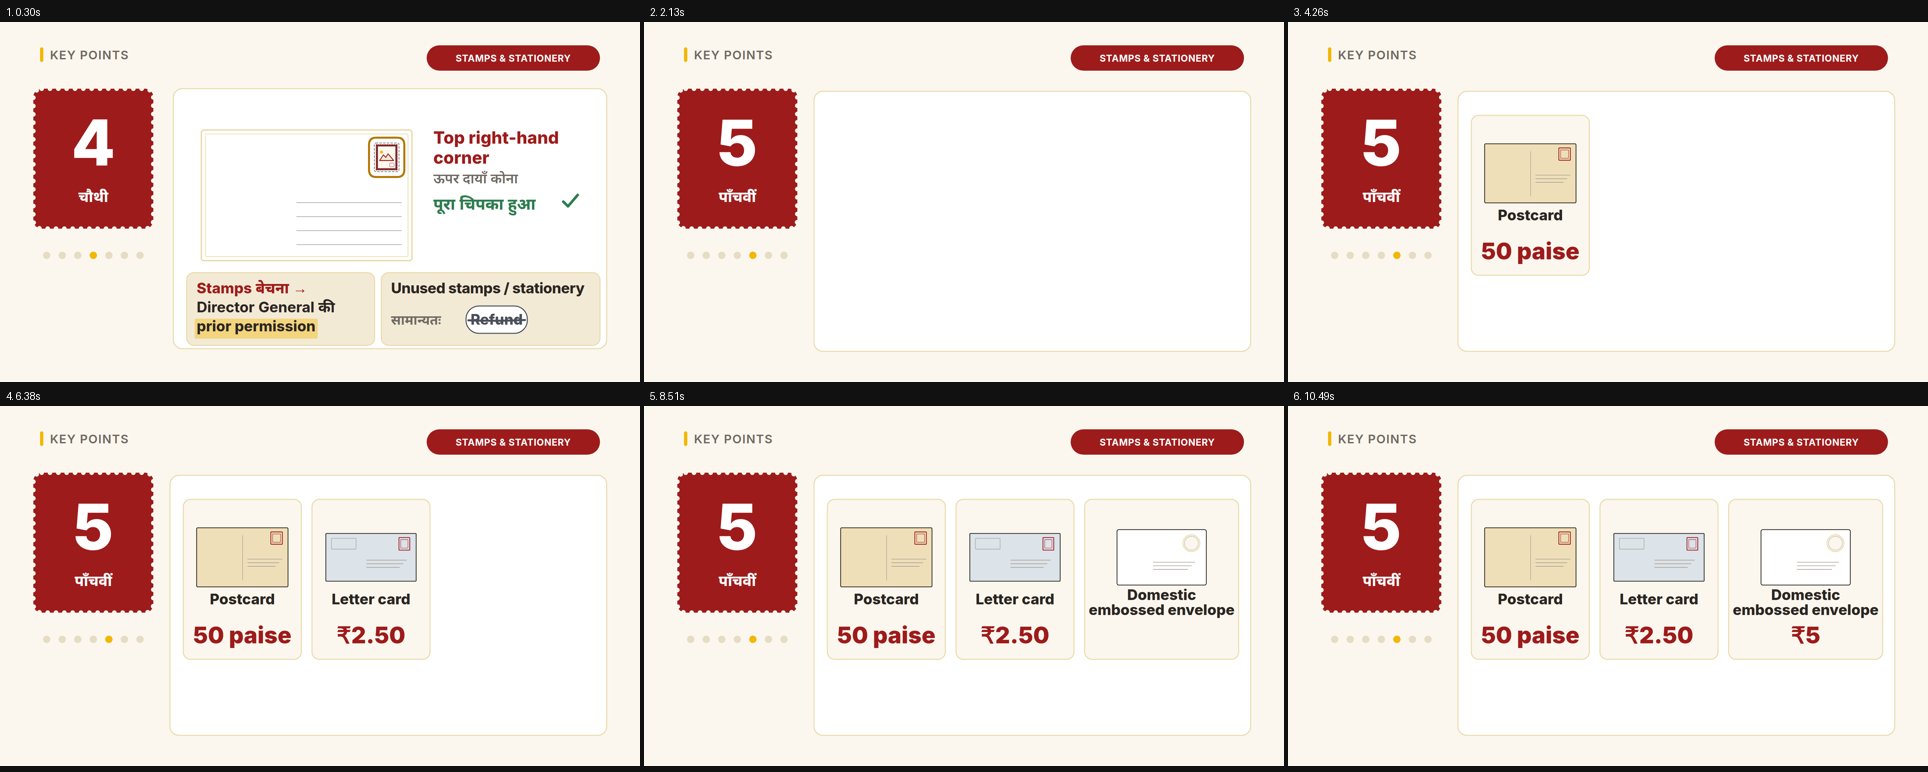 1. 0.30s
KEY POINTS
STAMPS & STATIONERY
4
चौथी
Top right-hand
corner
ऊपर दायाँ कोना
पूरा चिपका हुआ
Stamps बेचना →
Director General की
prior permission
Unused stamps / stationery
सामान्यतः Refund
2. 2.13s
KEY POINTS
STAMPS & STATIONERY
5
पाँचवीं
3. 4.26s
KEY POINTS
STAMPS & STATIONERY
5
पाँचवीं
Postcard
50 paise
4. 6.38s
KEY POINTS
STAMPS & STATIONERY
5
पाँचवीं
Postcard
50 paise
Letter card
₹2.50
5. 8.51s
KEY POINTS
STAMPS & STATIONERY
5
पाँचवीं
Postcard
50 paise
Letter card
₹2.50
Domestic
embossed envelope
6. 10.49s
KEY POINTS
STAMPS & STATIONERY
5
पाँचवीं
Postcard
50 paise
Letter card
₹2.50
Domestic
embossed envelope
₹5